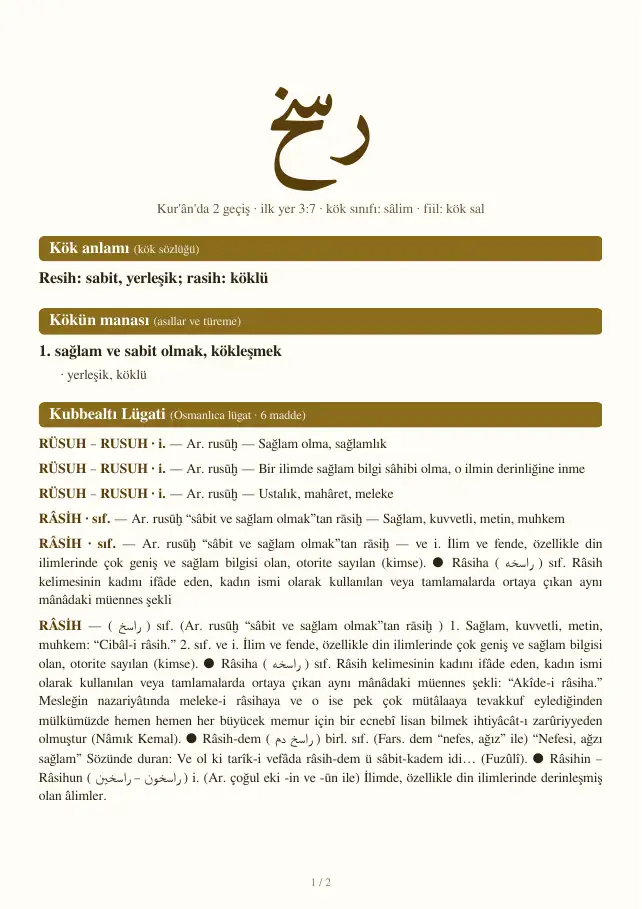 رسخ
Kur'ân'da 2 geçiş · ilk yer 3:7 · kök sınıfı: sâlim · fiil: kök sal
Kök anlamı (kök sözlüğü)
Resih: sabit, yerleşik; rasih: köklü
Kökün manası (asıllar ve türeme)
1. sağlam ve sabit olmak, kökleşmek
· yerleşik, köklü
Kubbealtı Lügati (Osmanlıca lügat · 6 madde)
RÜSUH – RUSUH · i. — Ar. rusūḫ — Sağlam olma, sağlamlık
RÜSUH – RUSUH · i. — Ar. rusūḫ — Bir ilimde sağlam bilgi sâhibi olma, o ilmin derinliğine inme
RÜSUH – RUSUH · i. — Ar. rusūḫ — Ustalık, mahâret, meleke
RÂSİH · sıf. — Ar. rusūḫ “sâbit ve sağlam olmak”tan rāsiḫ — Sağlam, kuvvetli, metin, muhkem
RÂSİH · sıf. — Ar. rusūḫ “sâbit ve sağlam olmak”tan rāsiḫ — ve i. İlim ve fende, özellikle din
ilimlerinde çok geniş ve sağlam bilgisi olan, otorite sayılan (kimse). ● Râsiha ( راسخه ) sıf. Râsih
kelimesinin kadını ifâde eden, kadın ismi olarak kullanılan veya tamlamalarda ortaya çıkan aynı
mânâdaki müennes şekli
RÂSİH — ( راسخ ) sıf. (Ar. rusūḫ “sâbit ve sağlam olmak”tan rāsiḫ ) 1. Sağlam, kuvvetli, metin,
muhkem: “Cibâl-i râsih.” 2. sıf. ve i. İlim ve fende, özellikle din ilimlerinde çok geniş ve sağlam bilgisi
olan, otorite sayılan (kimse). ● Râsiha ( راسخه ) sıf. Râsih kelimesinin kadını ifâde eden, kadın ismi
olarak kullanılan veya tamlamalarda ortaya çıkan aynı mânâdaki müennes şekli: “Akîde-i râsiha.”
Mesleğin nazariyâtında meleke-i râsihaya ve o ise pek çok mütâlaaya tevakkuf eylediğinden
mülkümüzde hemen hemen her büyücek memur için bir ecnebî lisan bilmek ihtiyâcât-ı zarûriyyeden
olmuştur (Nâmık Kemal). ● Râsih-dem ( راسخ دم ) birl. sıf. (Fars. dem “nefes, ağız” ile) “Nefesi, ağzı
sağlam” Sözünde duran: Ve ol ki tarîk-i vefâda râsih-dem ü sâbit-kadem idi… (Fuzûlî). ● Râsihin –
Râsihun ( راسخون – راسخين ) i. (Ar. çoğul eki -in ve -ūn ile) İlimde, özellikle din ilimlerinde derinleşmiş
olan âlimler.
1 / 2